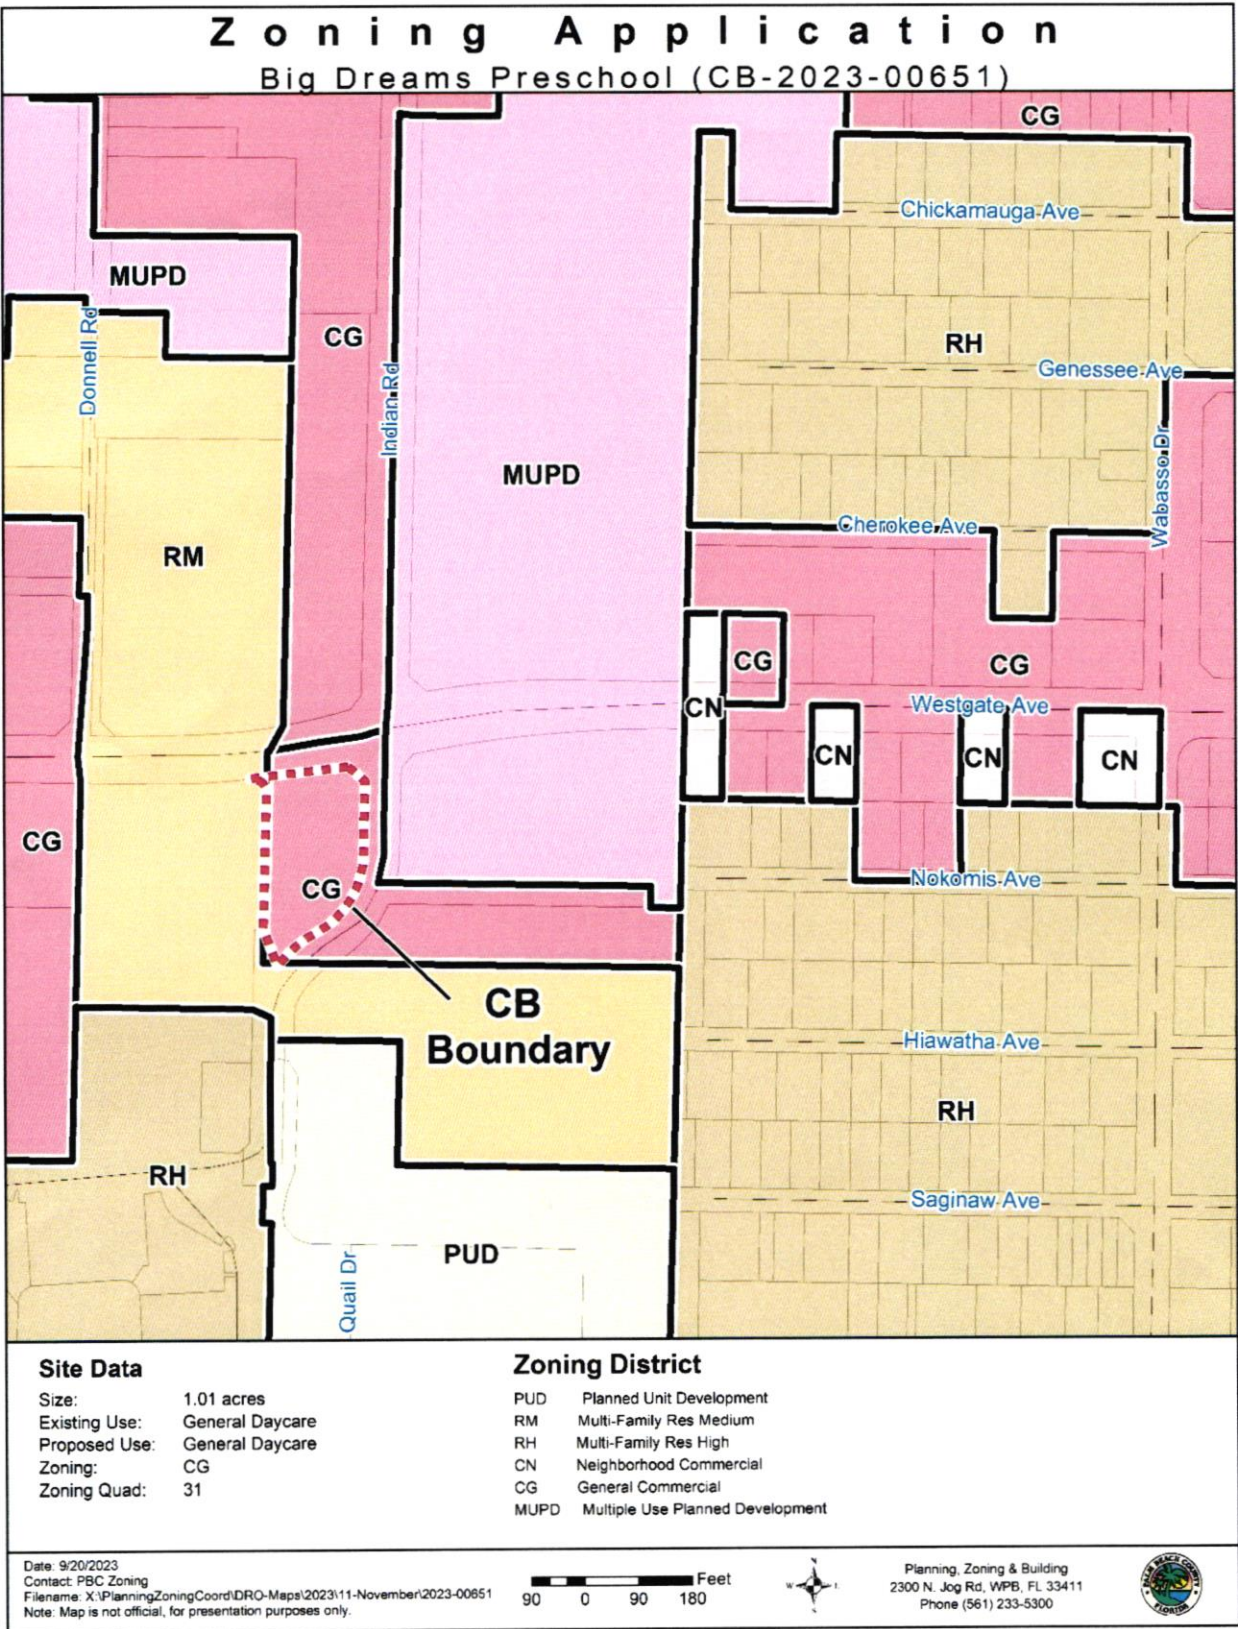 Zoning Application
Big Dreams Preschool (CB-2023-00651)
CG
Chickamauga Ave
MUPD
Donnell Rd
CG
Indian Rd
RH
Genessee Ave
MUPD
Wabasso Dr
Cherokee Ave
RM
CG
CG
CN
Westgate Ave
CN
CN
CN
CG
CG
Nokomis Ave
CB
Boundary
Hiawatha Ave
RH
RH
Saginaw Ave
PUD
Quail Dr
Site Data
Size: 1.01 acres
Existing Use: General Daycare
Proposed Use: General Daycare
Zoning: CG
Zoning Quad: 31
Zoning District
PUD Planned Unit Development
RM Multi-Family Res Medium
RH Multi-Family Res High
CN Neighborhood Commercial
CG General Commercial
MUPD Multiple Use Planned Development
Date: 9/20/2023
Contact: PBC Zoning
Filename: X:\PlanningZoningCoord\DRO-Maps\2023\11-November\2023-00651
Note: Map is not official, for presentation purposes only.
Feet
90 0 90 180
W
Planning, Zoning & Building
2300 N. Jog Rd, WPB, FL 33411
Phone (561) 233-5300
PALM BEACH COUNTY
FLORIDA